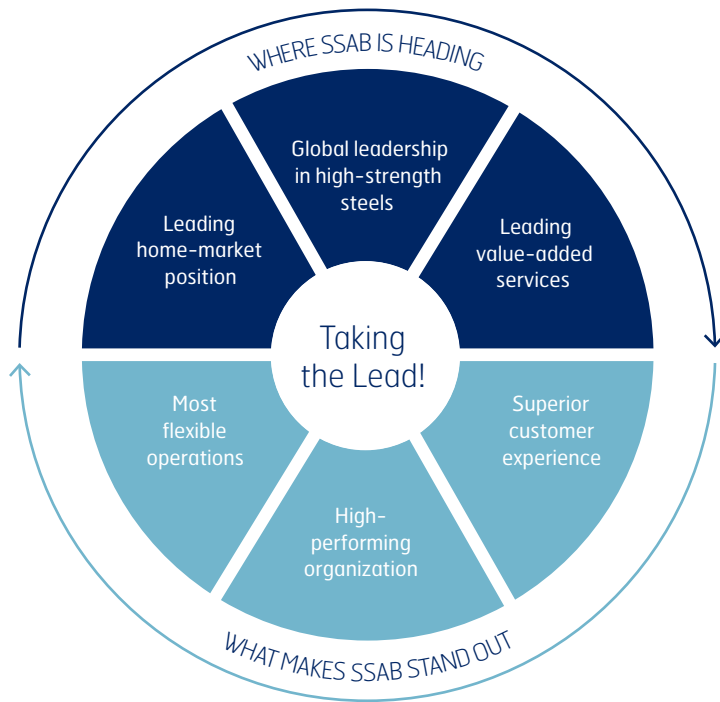 WHERE SSAB IS HEADING
Global leadership
in high-strength
steels
Leading
home-market
position
Leading
value-added
services
Taking
the Lead!
Most
flexible
operations
Superior
customer
experience
High-
performing
organization
WHAT MAKES SSAB STAND OUT